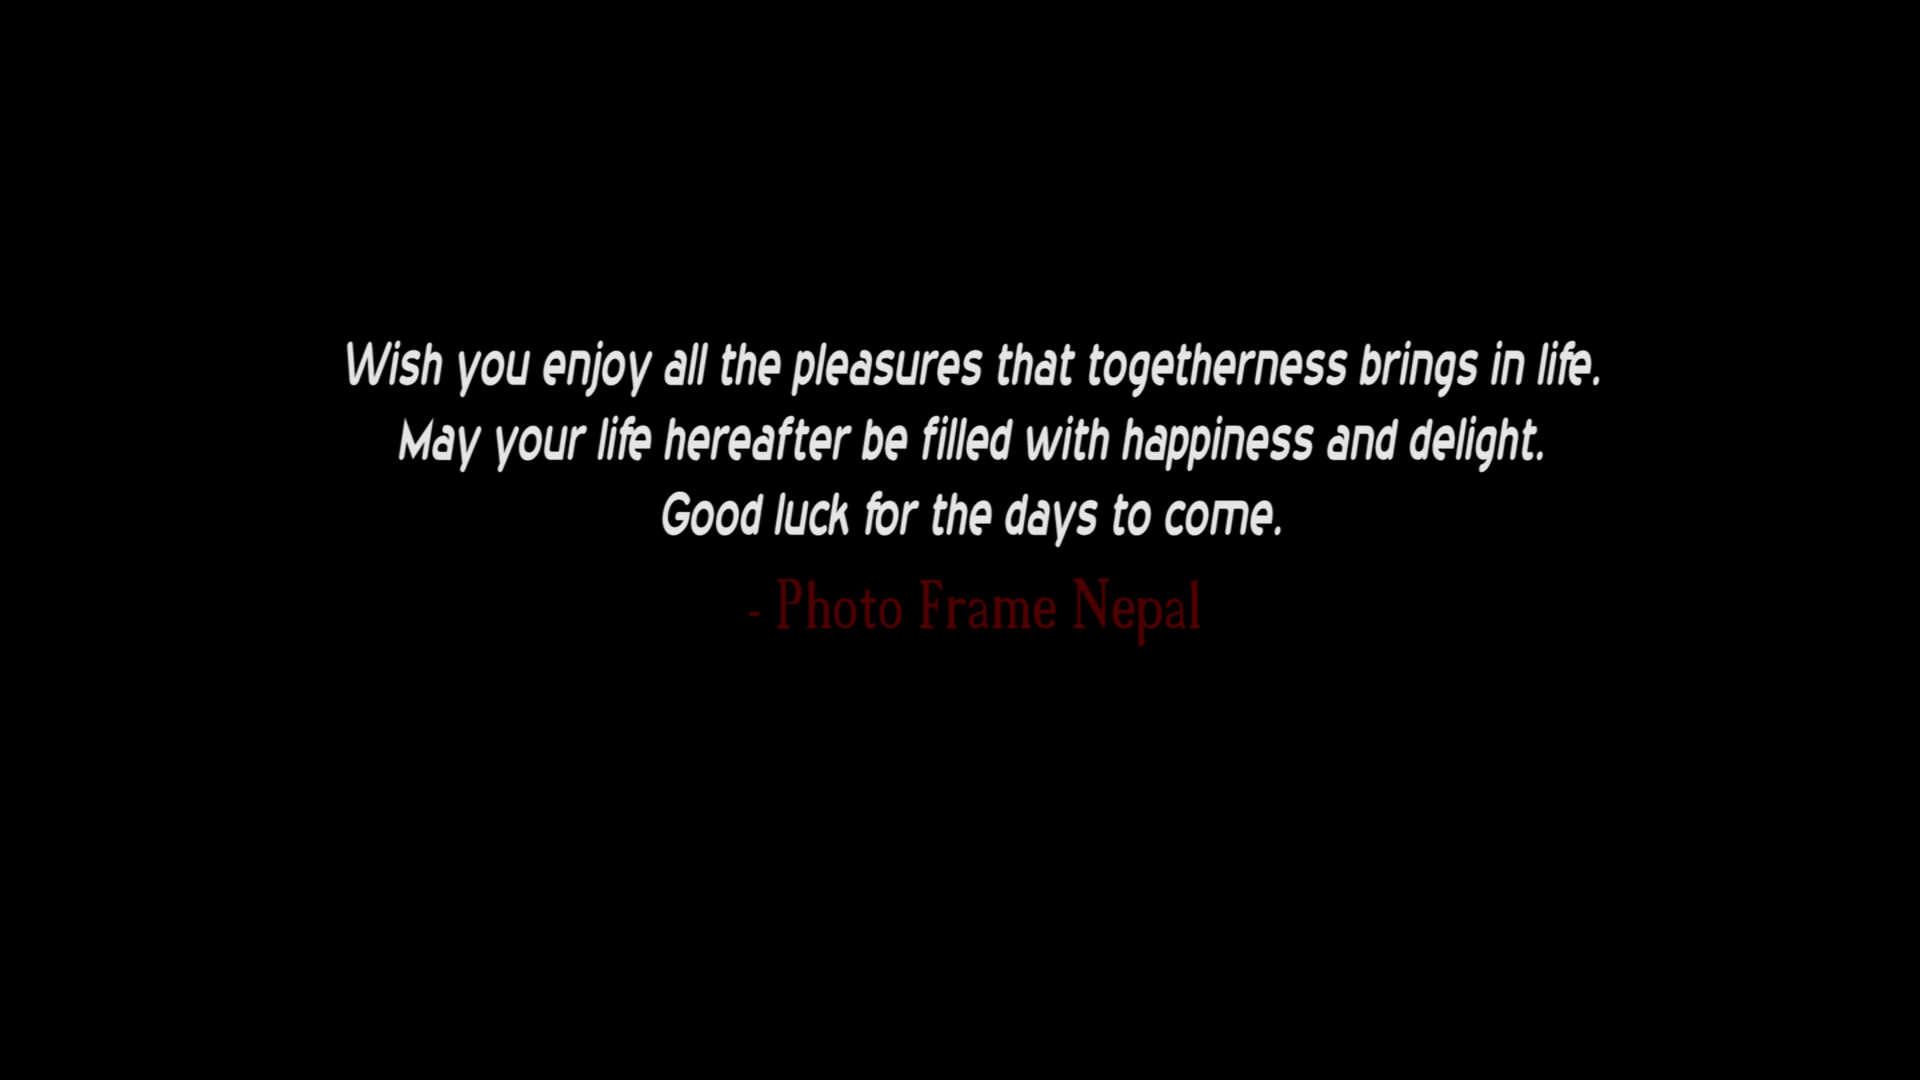 Wish you enjoy all the pleasures that togetherness brings in life.
May your life hereafter be filled with happiness and delight.
Good luck for the days to come.
- Photo Frame Nepal